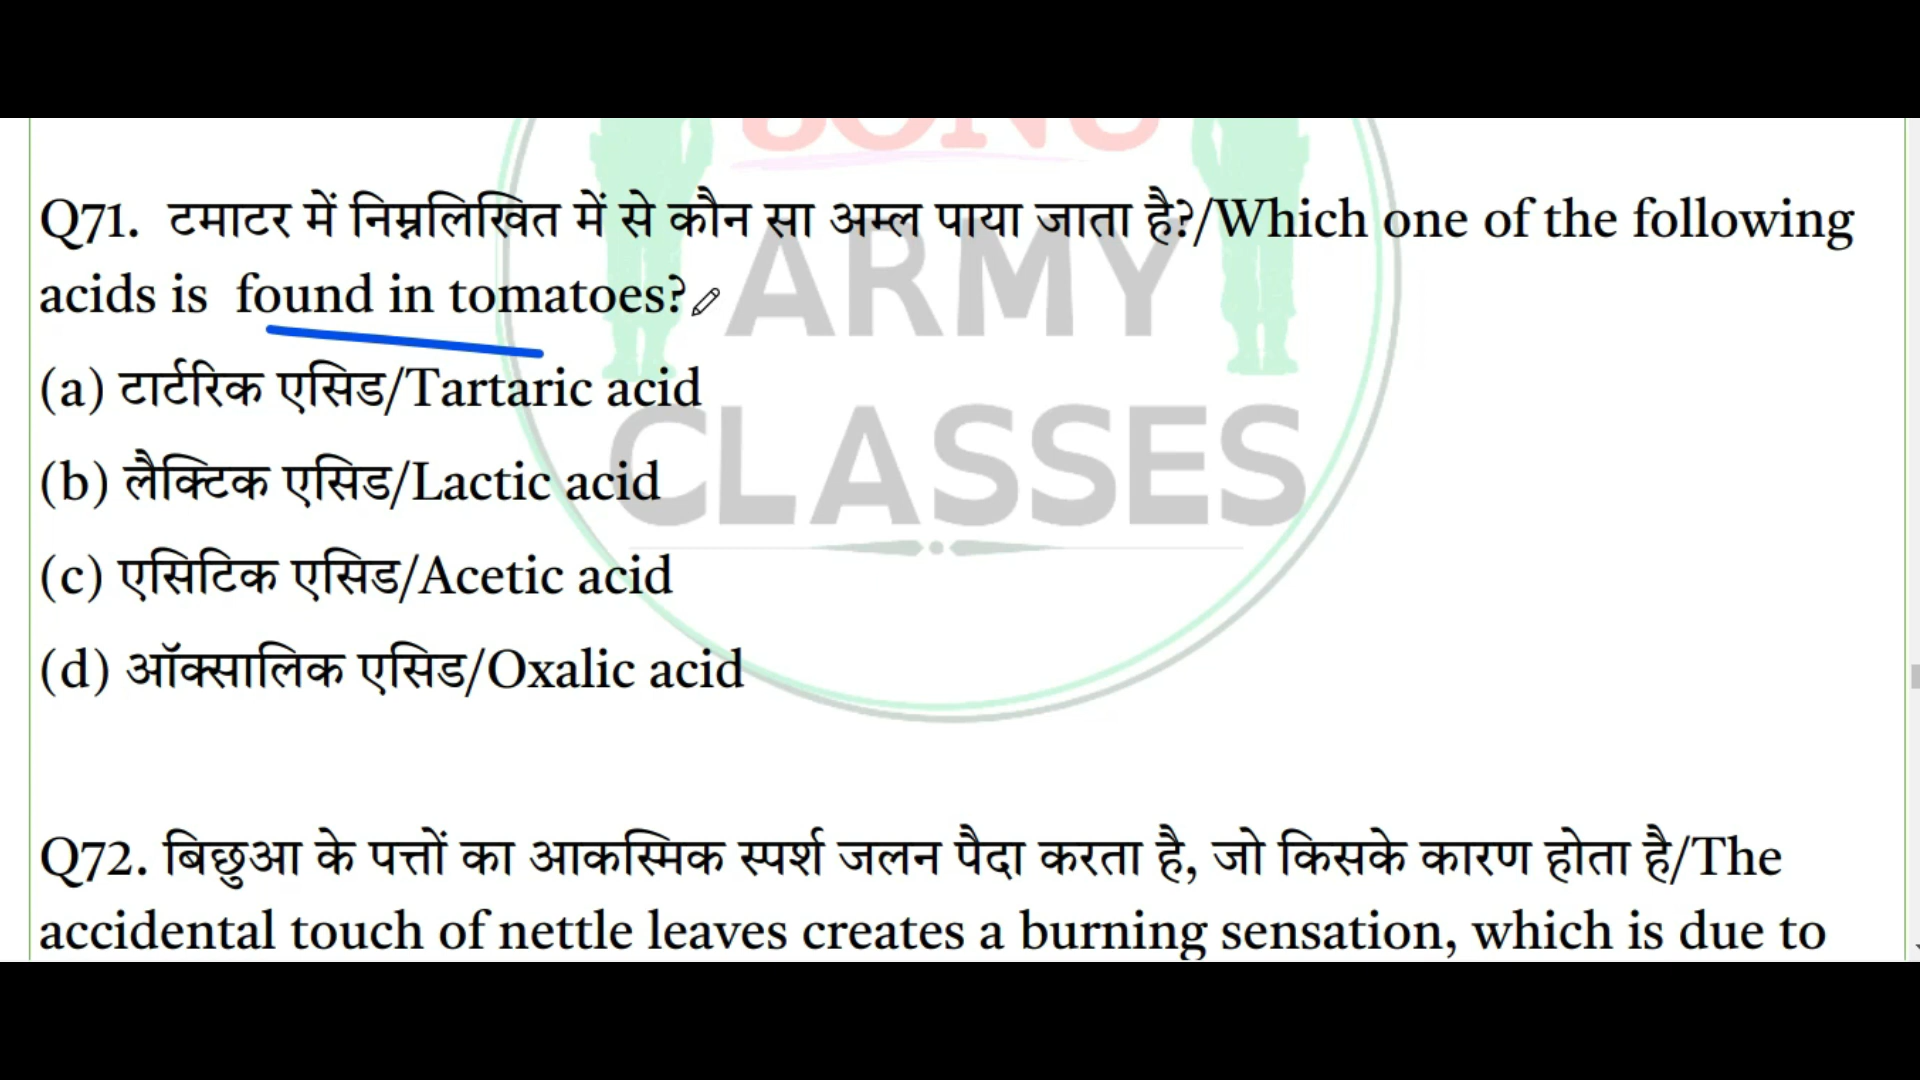 Q71. टमाटर में निम्नलिखित में से कौन सा अम्ल पाया जाता है?/Which one of the following
acids is found in tomatoes?
(a) टार्टरिक एसिड/Tartaric acid
(b) लैक्टिक एसिड/Lactic acid
(c) एसिटिक एसिड/Acetic acid
(d) ऑक्सालिक एसिड/Oxalic acid
Q72. बिछुआ के पत्तों का आकस्मिक स्पर्श जलन पैदा करता है, जो किसके कारण होता है/The
accidental touch of nettle leaves creates a burning sensation, which is due to
ARMY
CLASSES